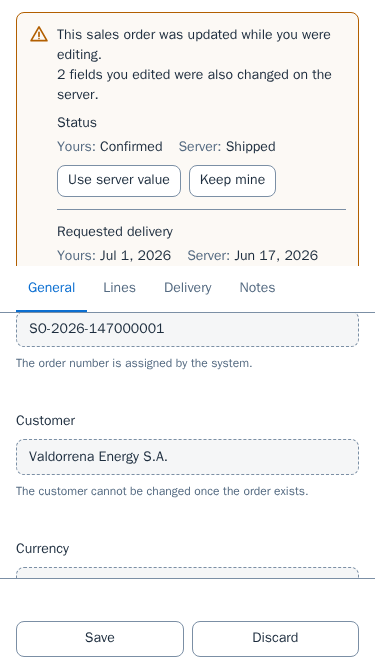 This sales order was updated while you were
editing.
2 fields you edited were also changed on the
server.
Status
Yours: Confirmed Server: Shipped
Use server value Keep mine
Requested delivery
Yours: Jul 1, 2026 Server: Jun 17, 2026
General Lines Delivery Notes
SO-2026-147000001
The order number is assigned by the system.
Customer
Valdorrena Energy S.A.
The customer cannot be changed once the order exists.
Currency
Save Discard